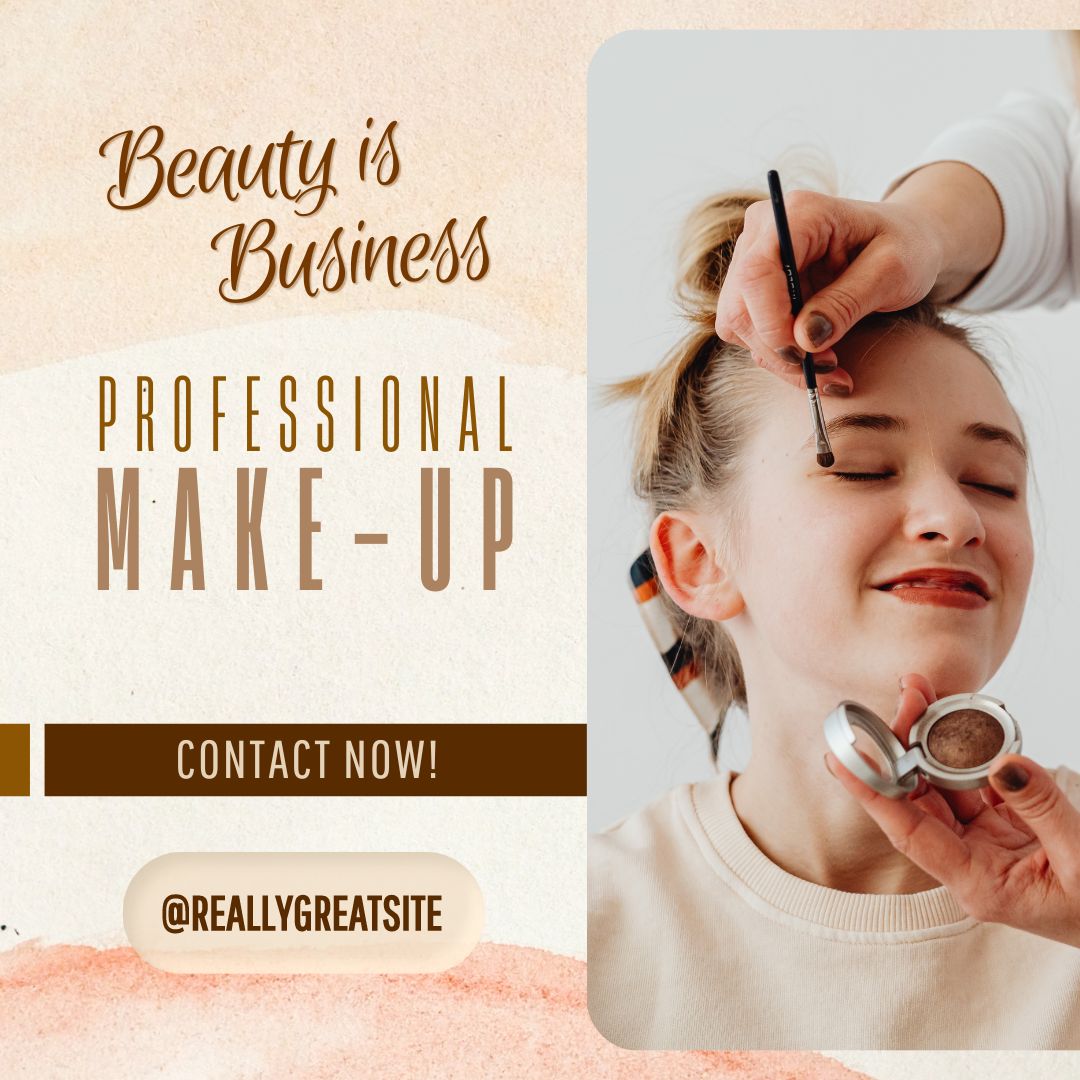 Beauty is
Business
PROFESSIONAL
MAKE-UP
CONTACT NOW!
@REALLYGREATSITE